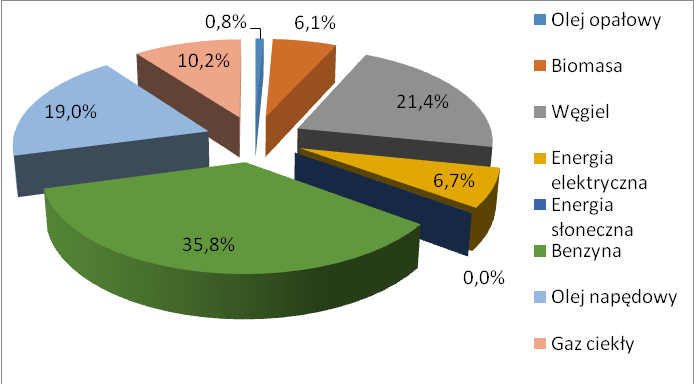 0,8%
6,1%
21,4%
6,7%
0,0%
35,8%
19,0%
10,2%
Olej opałowy
Biomasa
Węgiel
Energia
elektryczna
Energia
słoneczna
Benzyna
Olej napędowy
Gaz ciekły